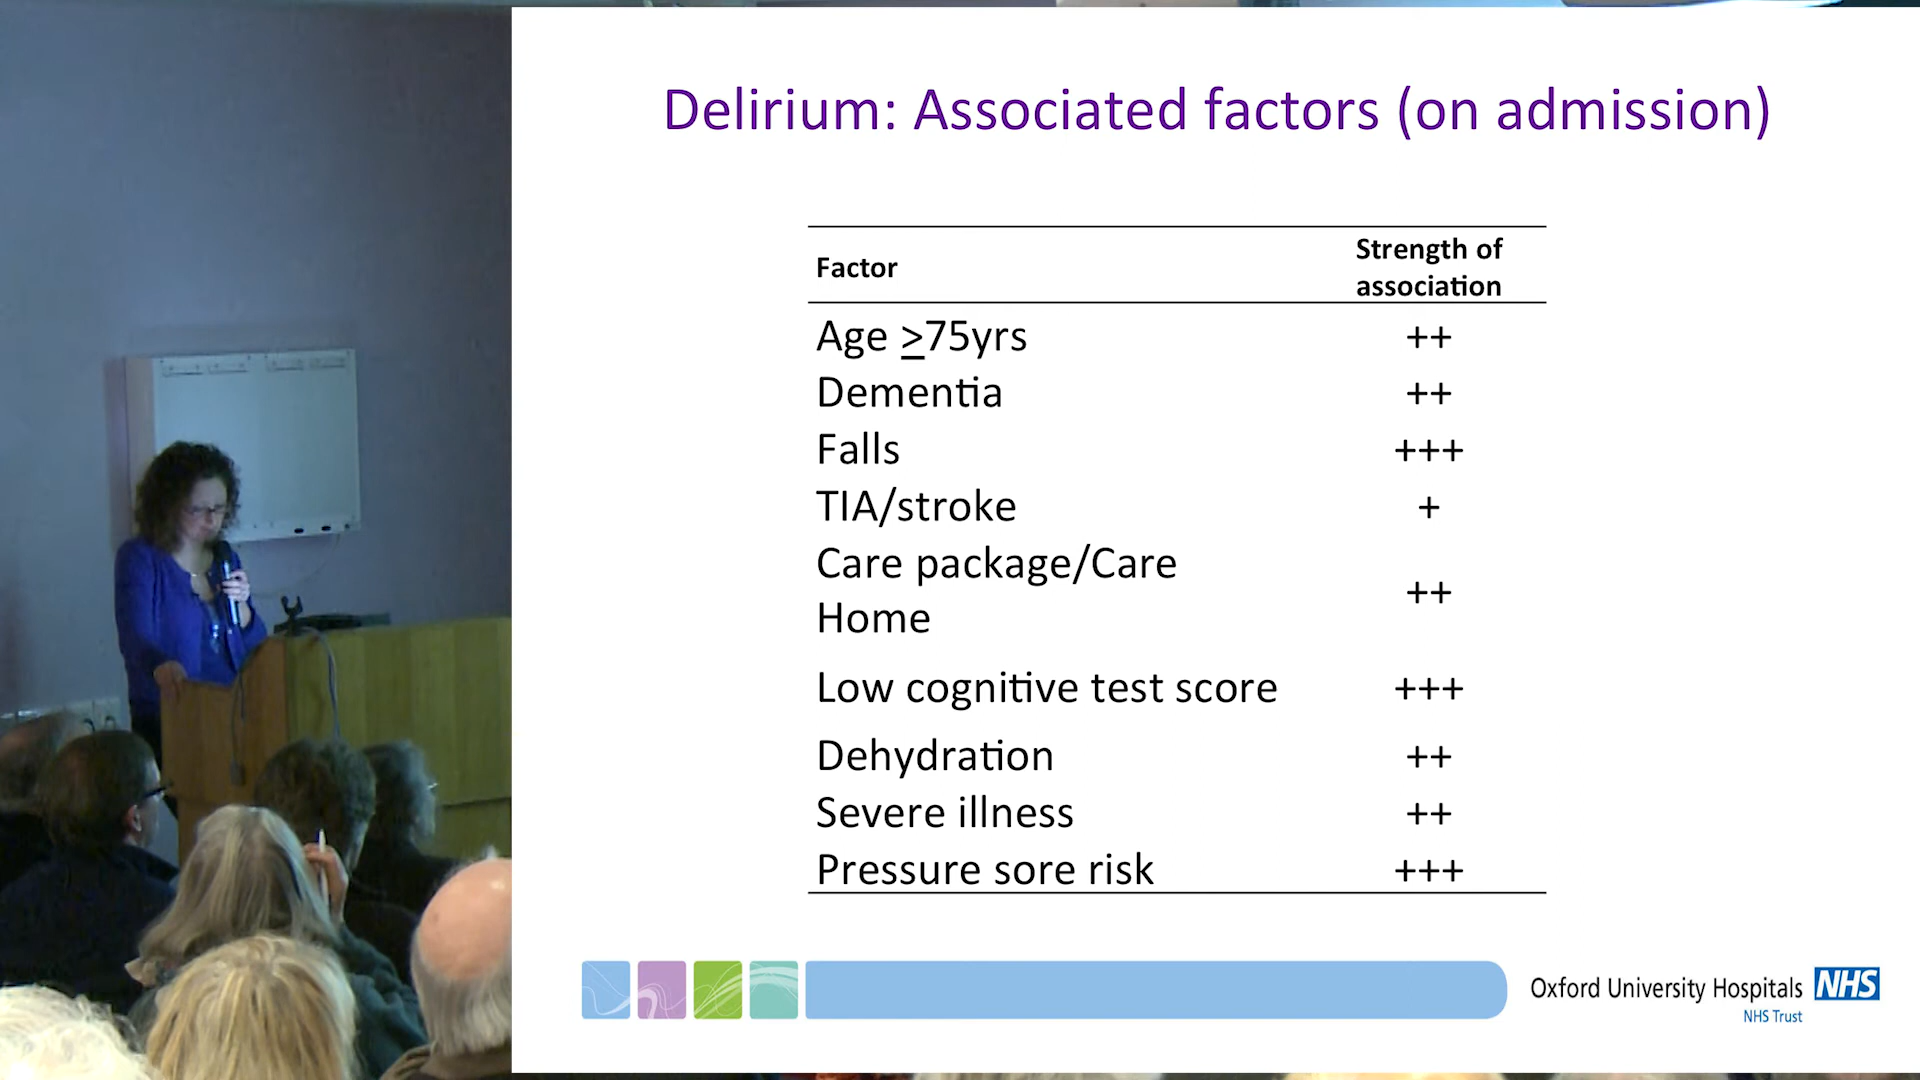 Delirium: Associated factors (on admission)
Factor
Strength of
association
Age ≥75yrs ++
Dementia ++
Falls +++
TIA/stroke +
Care package/Care
Home
++
Low cognitive test score +++
Dehydration ++
Severe illness ++
Pressure sore risk +++
Oxford University Hospitals NHS
NHS Trust